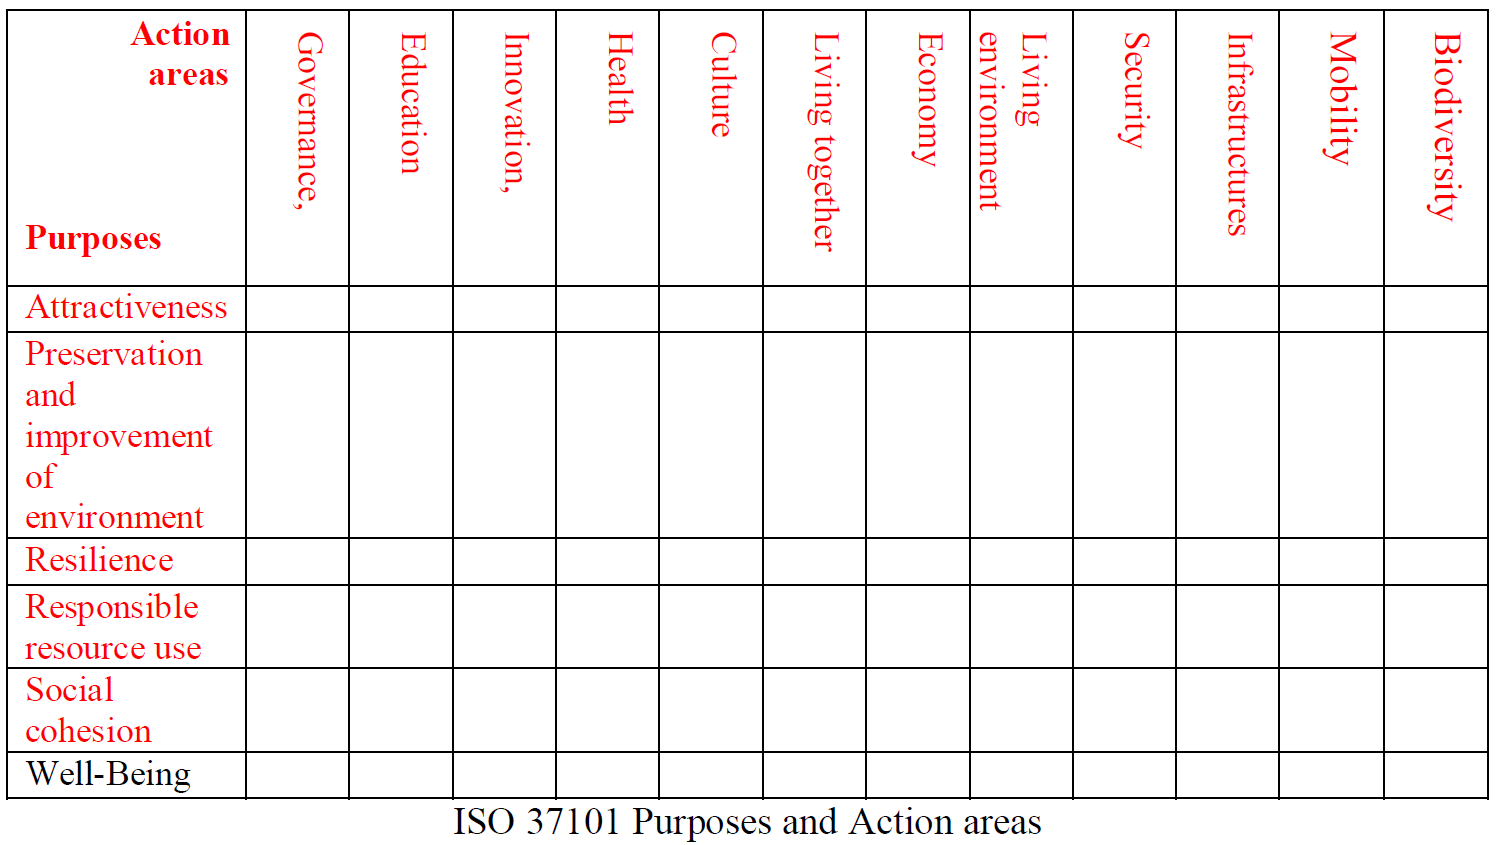 Action
areas
Purposes
Governance,
Education
Innovation,
Health
Culture
Living together
Economy
Living
environment
Security
Infrastructures
Mobility
Biodiversity
Attractiveness
Preservation
and
improvement
of
environment
Resilience
Responsible
resource use
Social
cohesion
Well-Being
ISO 37101 Purposes and Action areas